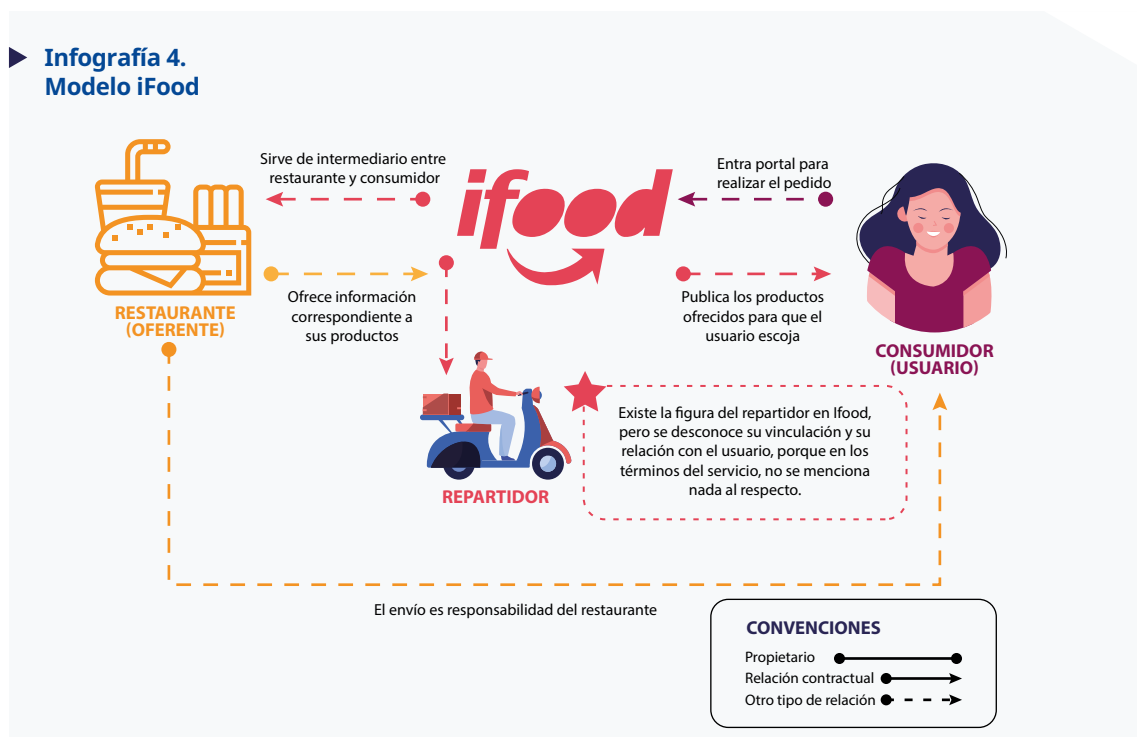 Infografía 4.
Modelo iFood
Sirve de intermediario entre
restaurante y consumidor
ifood
Entra portal para
realizar el pedido
RESTAURANTE
(OFERENTE)
Ofrece información
correspondiente a
sus productos
Publica los productos
ofrecidos para que el
usuario escoja
CONSUMIDOR
(USUARIO)
REPARTIDOR
Existe la figura del repartidor en Ifood,
pero se desconoce su vinculación y su
relación con el usuario, porque en los
términos del servicio, no se menciona
nada al respecto.
El envío es responsabilidad del restaurante
CONVENCIONES
Propietario
Relación contractual
Otro tipo de relación